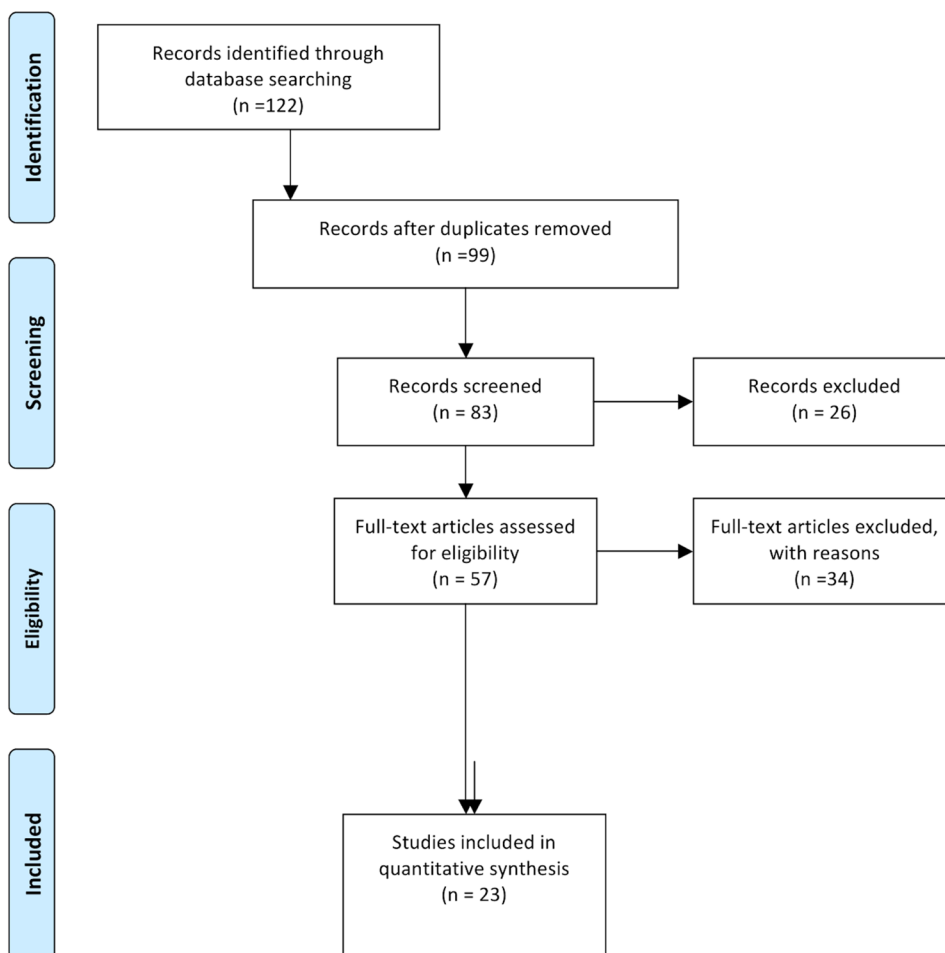 Identification
Records identified through
database searching
(n =122)
Records after duplicates removed
(n =99)
Screening
Records screened
(n = 83)
Records excluded
(n = 26)
Eligibility
Full-text articles assessed
for eligibility
(n = 57)
Full-text articles excluded,
with reasons
(n =34)
Included
Studies included in
quantitative synthesis
(n = 23)